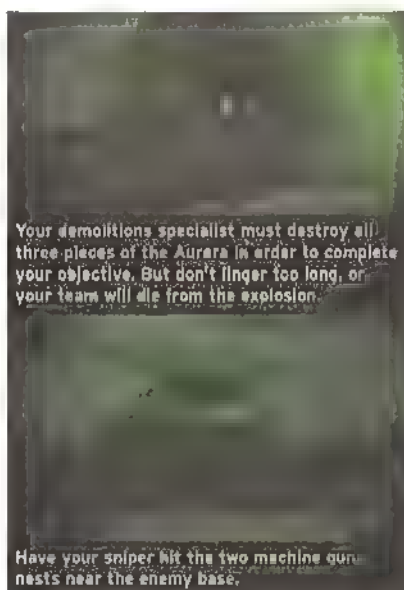 Your demolitions specialist must destroy all
three pieces of the Aurora in order to complete
your objective. But don't linger too long, or
your team will die from the explosion.
Have your sniper hit the two machine gun
nests near the enemy base.